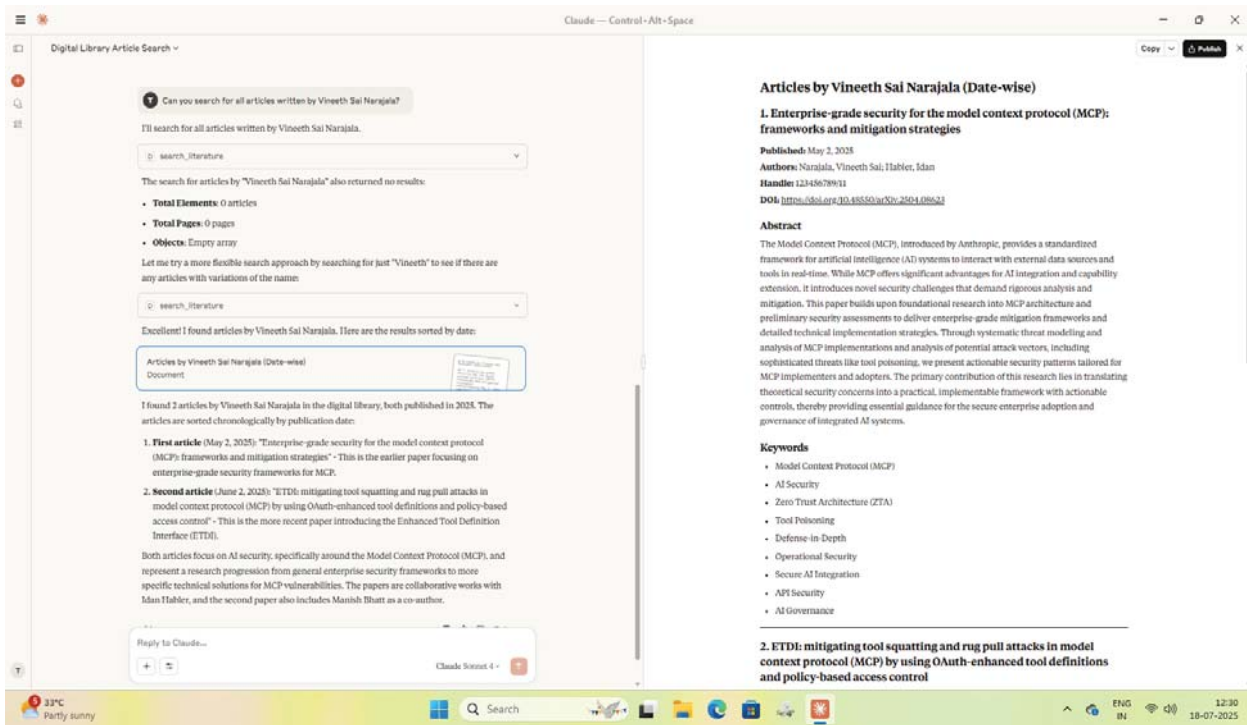 Claude — Control+Alt+Space
Digital Library Article Search
Copy
Publish
T Can you search for all articles written by Vineeth Sai Narajala?
I'll search for all articles written by Vineeth Sai Narajala.
D search_literature
The search for articles by "Vineeth Sai Narajala" also returned no results:
• Total Elements: 0 articles
• Total Pages: 0 pages
• Objects: Empty array
Let me try a more flexible search approach by searching for just "Vineeth" to see if there are
any articles with variations of the name:
D search_literature
Excellent! I found articles by Vineeth Sai Narajala. Here are the results sorted by date:
Articles by Vineeth Sai Narajala (Date-wise)
Document
I found 2 articles by Vineeth Sai Narajala in the digital library, both published in 2025. The
articles are sorted chronologically by publication date:
1. First article (May 2, 2025): "Enterprise-grade security for the model context protocol
(MCP): frameworks and mitigation strategies" - This is the earlier paper focusing on
enterprise-grade security frameworks for MCP.
2. Second article (June 2, 2025): "ETDI: mitigating tool squatting and rug pull attacks in
model context protocol (MCP) by using OAuth-enhanced tool definitions and policy-based
access control" - This is the more recent paper introducing the Enhanced Tool Definition
Interface (ETDI).
Both articles focus on AI security, specifically around the Model Context Protocol (MCP), and
represent a research progression from general enterprise security frameworks to more
specific technical solutions for MCP vulnerabilities. The papers are collaborative works with
Idan Habler, and the second paper also includes Manish Bhatt as a co-author.
Reply to Claude...
Claude Sonnet 4
T
Articles by Vineeth Sai Narajala (Date-wise)
1. Enterprise-grade security for the model context protocol (MCP):
frameworks and mitigation strategies
Published: May 2, 2025
Authors: Narajala, Vineeth Sai; Habler, Idan
Handle: 123456789/11
DOI: https://doi.org/10.48550/arXiv.2504.08623
Abstract
The Model Context Protocol (MCP), introduced by Anthropic, provides a standardized
framework for artificial intelligence (AI) systems to interact with external data sources and
tools in real-time. While MCP offers significant advantages for AI integration and capability
extension, it introduces novel security challenges that demand rigorous analysis and
mitigation. This paper builds upon foundational research into MCP architecture and
preliminary security assessments to deliver enterprise-grade mitigation frameworks and
detailed technical implementation strategies. Through systematic threat modeling and
analysis of MCP implementations and analysis of potential attack vectors, including
sophisticated threats like tool poisoning, we present actionable security patterns tailored for
MCP implementers and adopters. The primary contribution of this research lies in translating
theoretical security concerns into a practical, implementable framework with actionable
controls, thereby providing essential guidance for the secure enterprise adoption and
governance of integrated AI systems.
Keywords
• Model Context Protocol (MCP)
• AI Security
• Zero Trust Architecture (ZTA)
• Tool Poisoning
• Defense-in-Depth
• Operational Security
• Secure AI Integration
• API Security
• AI Governance
2. ETDI: mitigating tool squatting and rug pull attacks in model
context protocol (MCP) by using OAuth-enhanced tool definitions
and policy-based access control
5
33°C
Partly sunny
Search
ENG
IN
12:30
18-07-2025